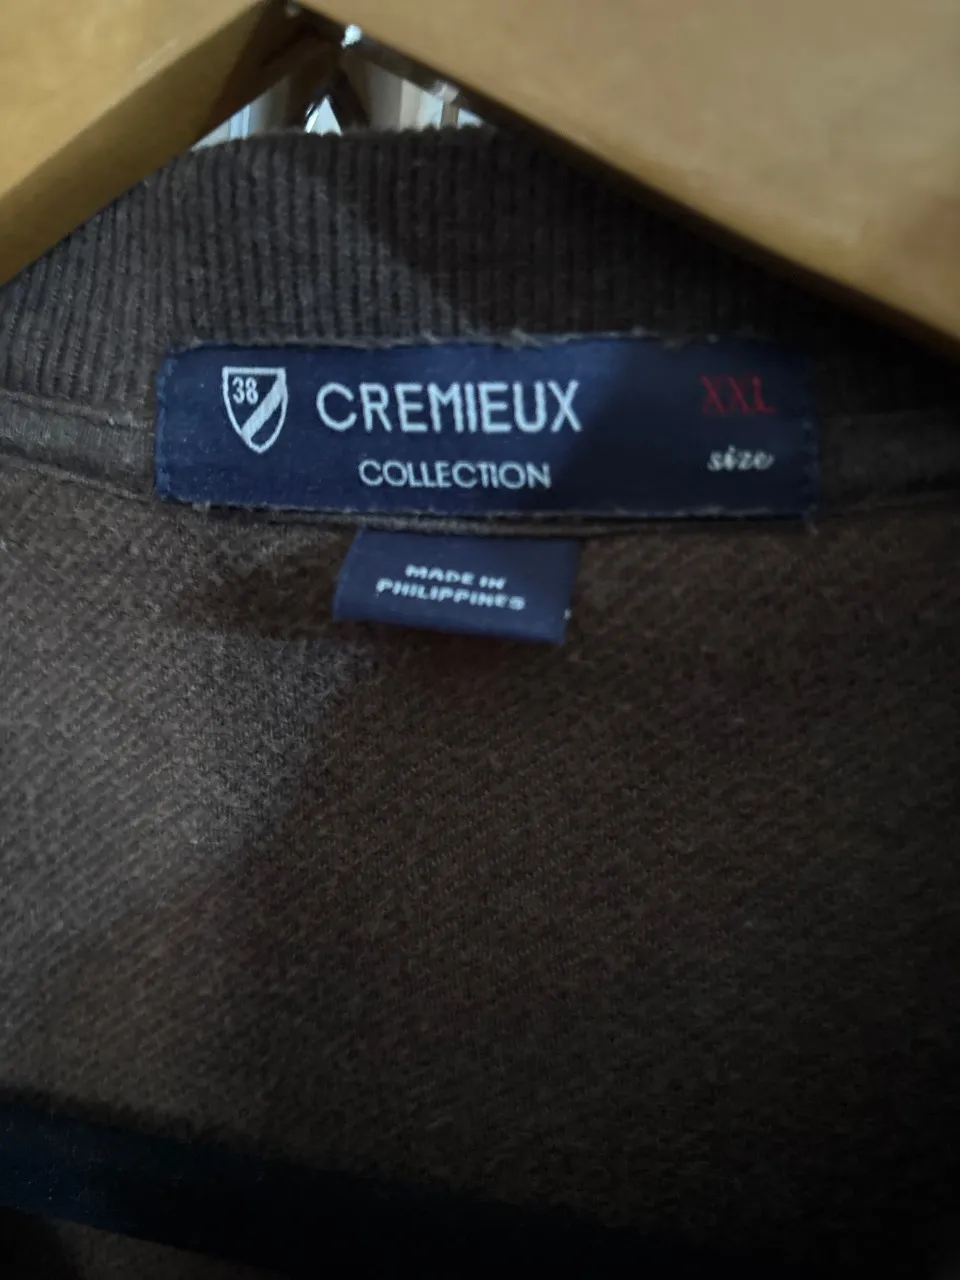 38 CREMIEUX XXL
COLLECTION size
MADE IN
PHILIPPINES